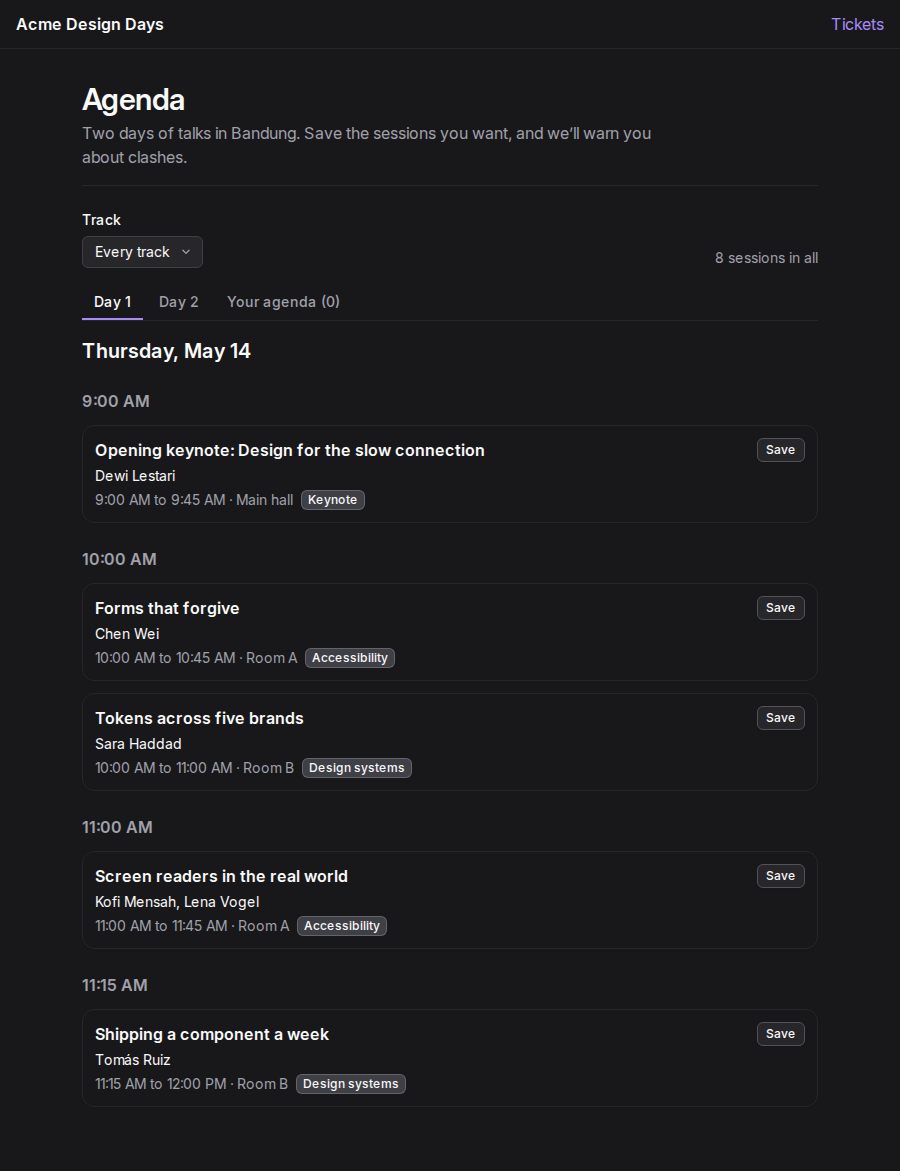 Acme Design Days
Tickets
Agenda
Two days of talks in Bandung. Save the sessions you want, and we’ll warn you
about clashes.
Track
Every track
8 sessions in all
Day 1
Day 2
Your agenda (0)
Thursday, May 14
9:00 AM
Opening keynote: Design for the slow connection
Save
Dewi Lestari
9:00 AM to 9:45 AM · Main hall
Keynote
10:00 AM
Forms that forgive
Save
Chen Wei
10:00 AM to 10:45 AM · Room A
Accessibility
Tokens across five brands
Save
Sara Haddad
10:00 AM to 11:00 AM · Room B
Design systems
11:00 AM
Screen readers in the real world
Save
Kofi Mensah, Lena Vogel
11:00 AM to 11:45 AM · Room A
Accessibility
11:15 AM
Shipping a component a week
Save
Tomás Ruiz
11:15 AM to 12:00 PM · Room B
Design systems